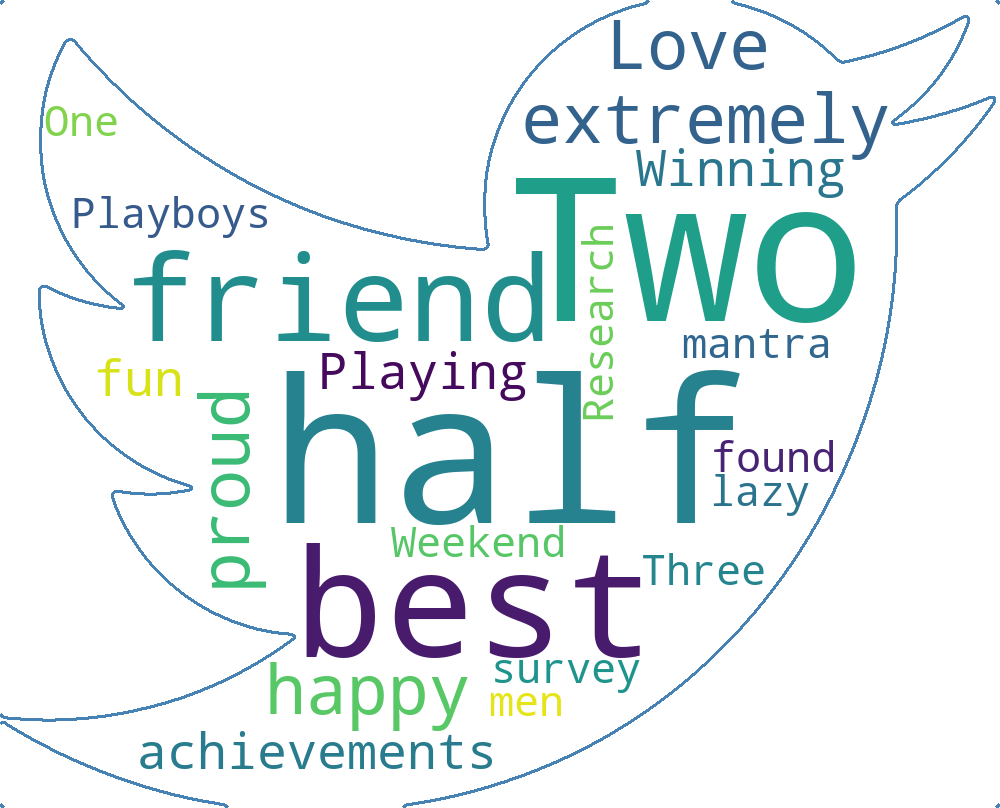 Love
One
extremely
Winning
Playboys
Two
friend
Research
mantra
Playing
fun
half
proud
found
lazy
Weekend
best
Three
survey
happy
men
achievements